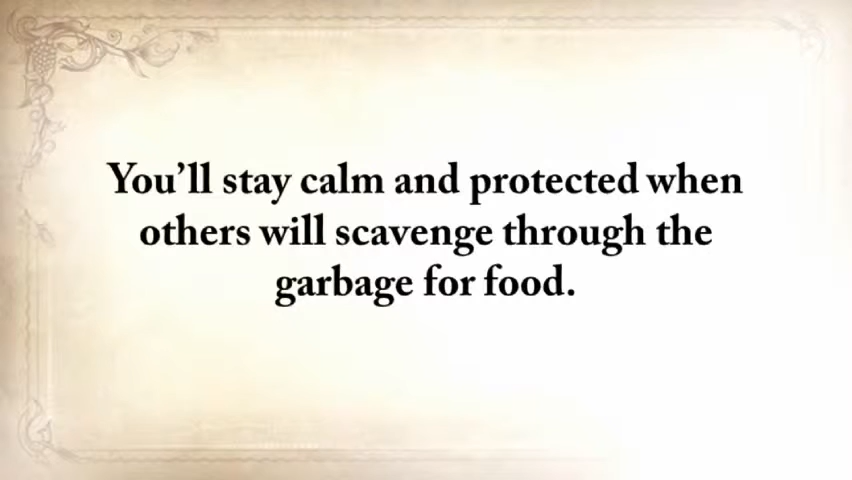 You’ll stay calm and protected when
others will scavenge through the
garbage for food.